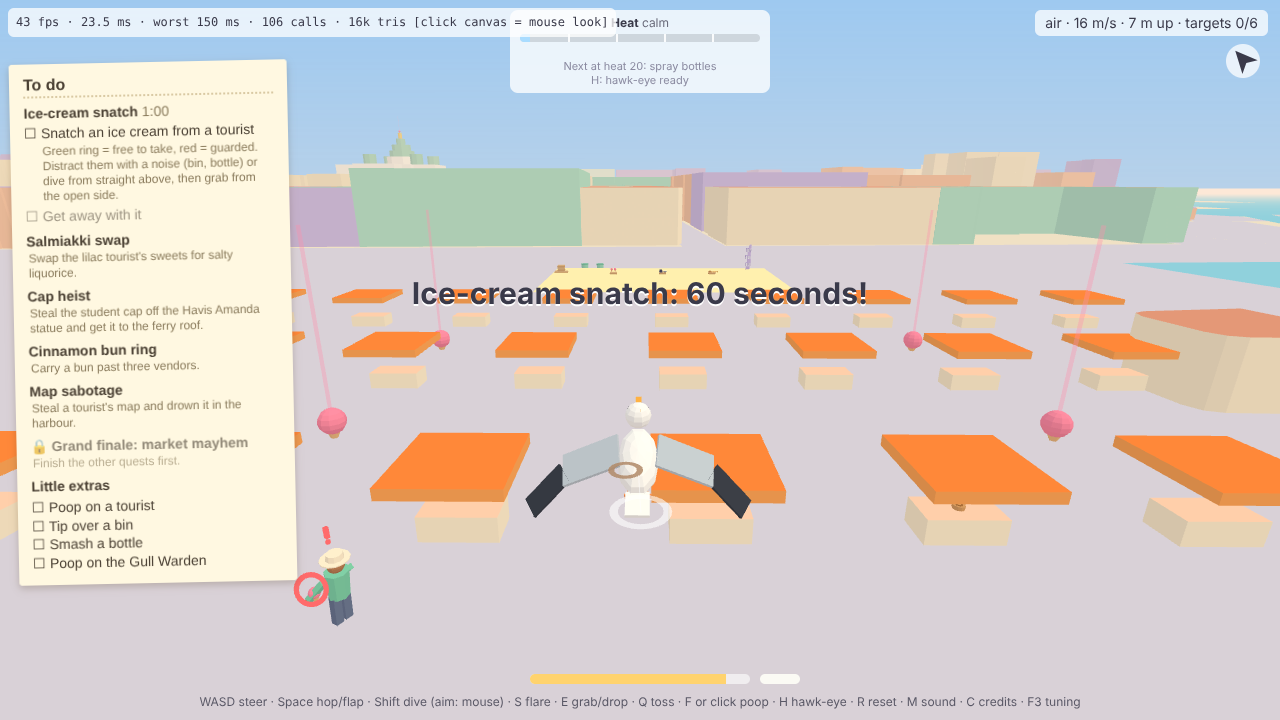 43 fps · 23.5 ms · worst 150 ms · 106 calls · 16k tris [click canvas = mouse look]
Heat calm
Next at heat 20: spray bottles
H: hawk-eye ready
air · 16 m/s · 7 m up · targets 0/6
To do
Ice-cream snatch 1:00
☐ Snatch an ice cream from a tourist
Green ring = free to take, red = guarded.
Distract them with a noise (bin, bottle) or
dive from straight above, then grab from
the open side.
☐ Get away with it
Salmiakki swap
Swap the lilac tourist's sweets for salty
liquorice.
Cap heist
Steal the student cap off the Havis Amanda
statue and get it to the ferry roof.
Cinnamon bun ring
Carry a bun past three vendors.
Map sabotage
Steal a tourist's map and drown it in the
harbour.
🔒 Grand finale: market mayhem
Finish the other quests first.
Little extras
☐ Poop on a tourist
☐ Tip over a bin
☐ Smash a bottle
☐ Poop on the Gull Warden
Ice-cream snatch: 60 seconds!
!
WASD steer · Space hop/flap · Shift dive (aim: mouse) · S flare · E grab/drop · Q toss · F or click poop · H hawk-eye · R reset · M sound · C credits · F3 tuning